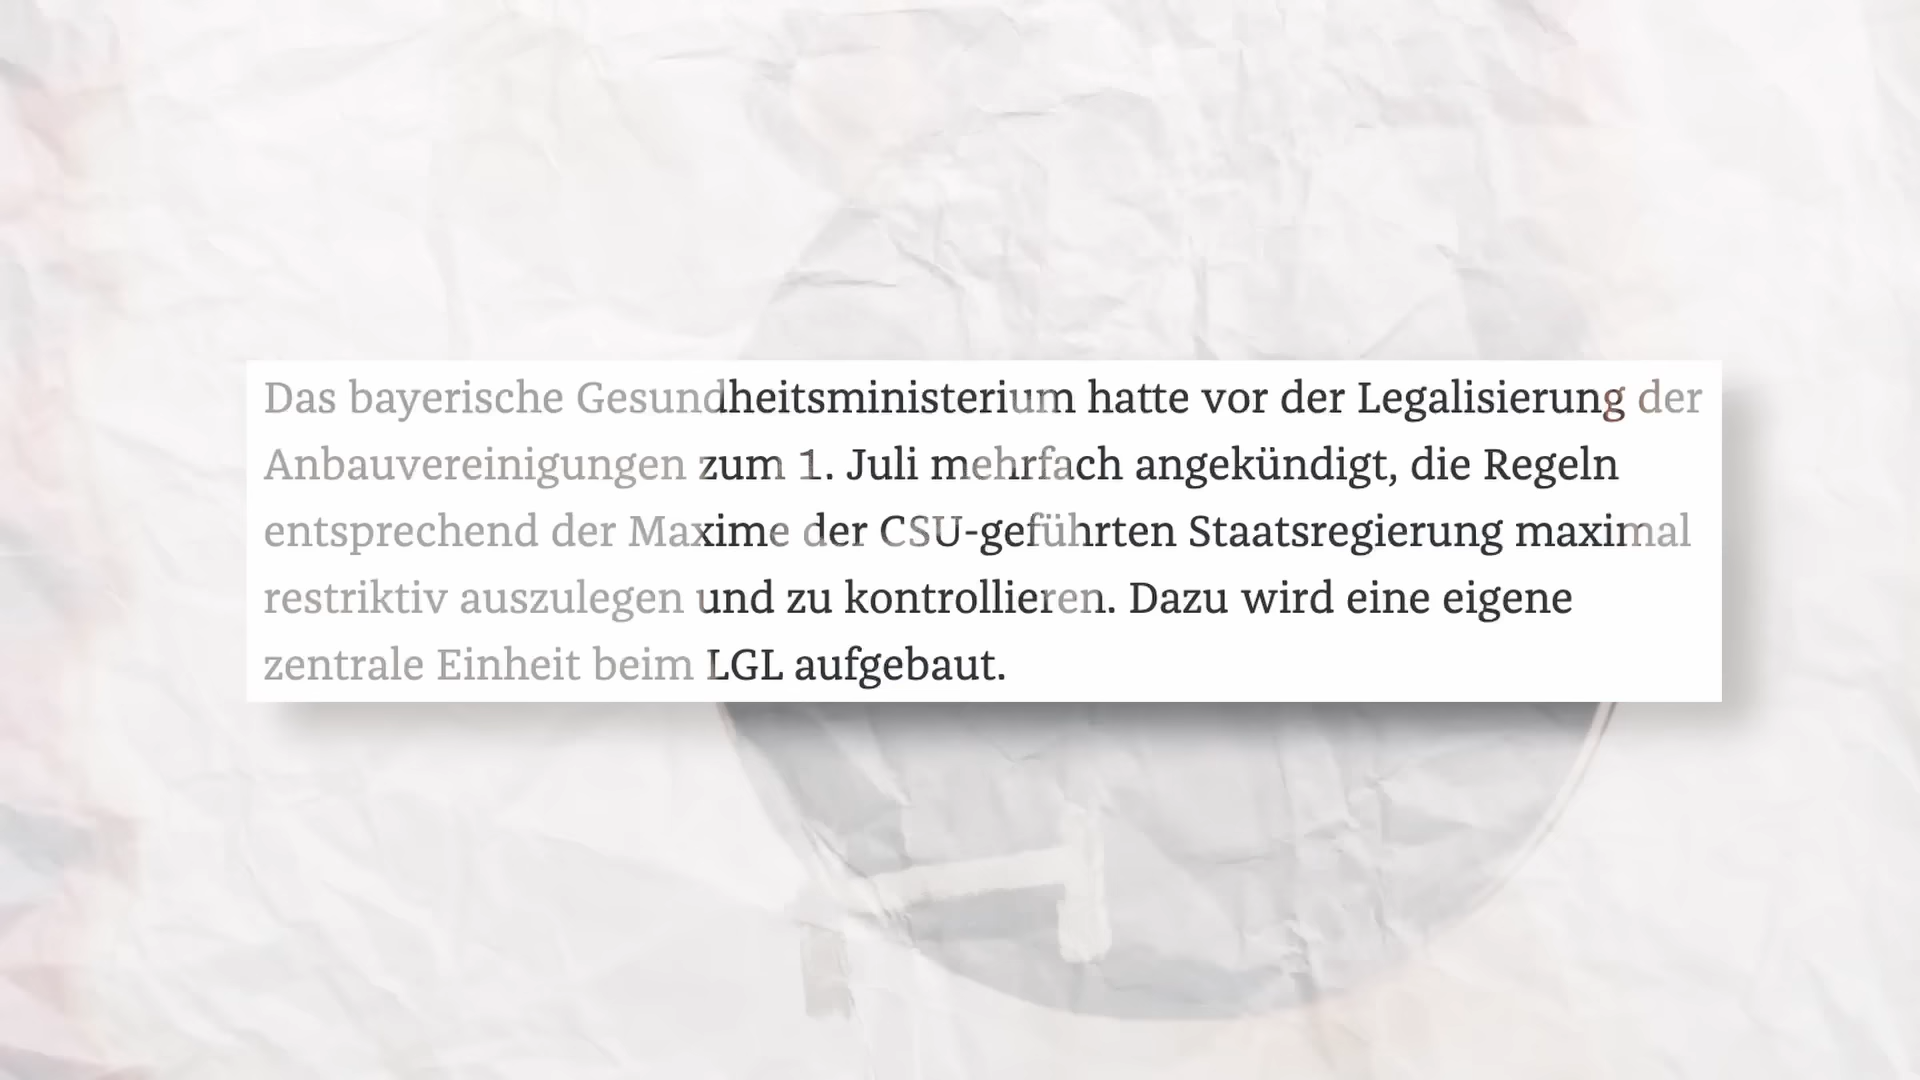 Das bayerische Gesundheitsministerium hatte vor der Legalisierung der
Anbauvereinigungen zum 1. Juli mehrfach angekündigt, die Regeln
entsprechend der Maxime der CSU-geführten Staatsregierung maximal
restriktiv auszulegen und zu kontrollieren. Dazu wird eine eigene
zentrale Einheit beim LGL aufgebaut.